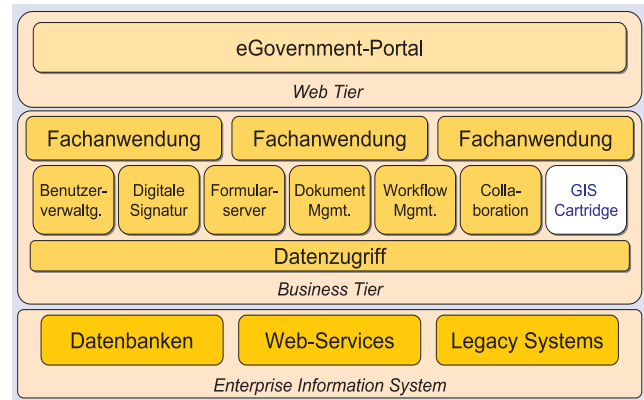 eGovernment-Portal
Web Tier
Fachanwendung Fachanwendung Fachanwendung
Benutzer-
verwaltg.
Digitale
Signatur
Formular-
server
Dokument
Mgmt.
Workflow
Mgmt.
Colla-
boration
GIS
Cartridge
Datenzugriff
Business Tier
Datenbanken Web-Services Legacy Systems
Enterprise Information System